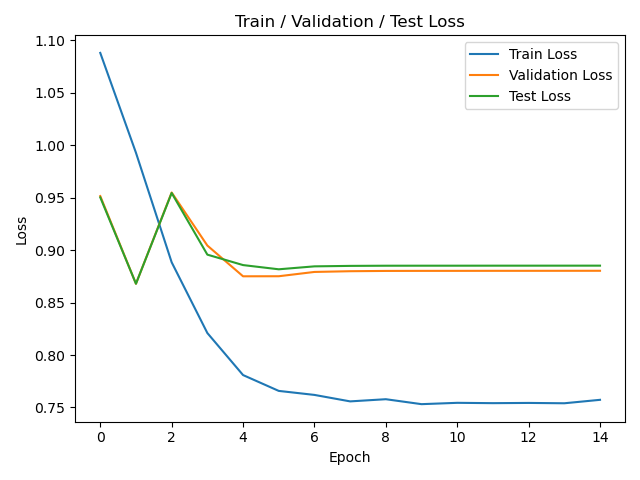 Train / Validation / Test Loss
Train Loss
Validation Loss
Test Loss
1.10
1.05
1.00
0.95
0.90
0.85
0.80
0.75
Loss
0 2 4 6 8 10 12 14
Epoch